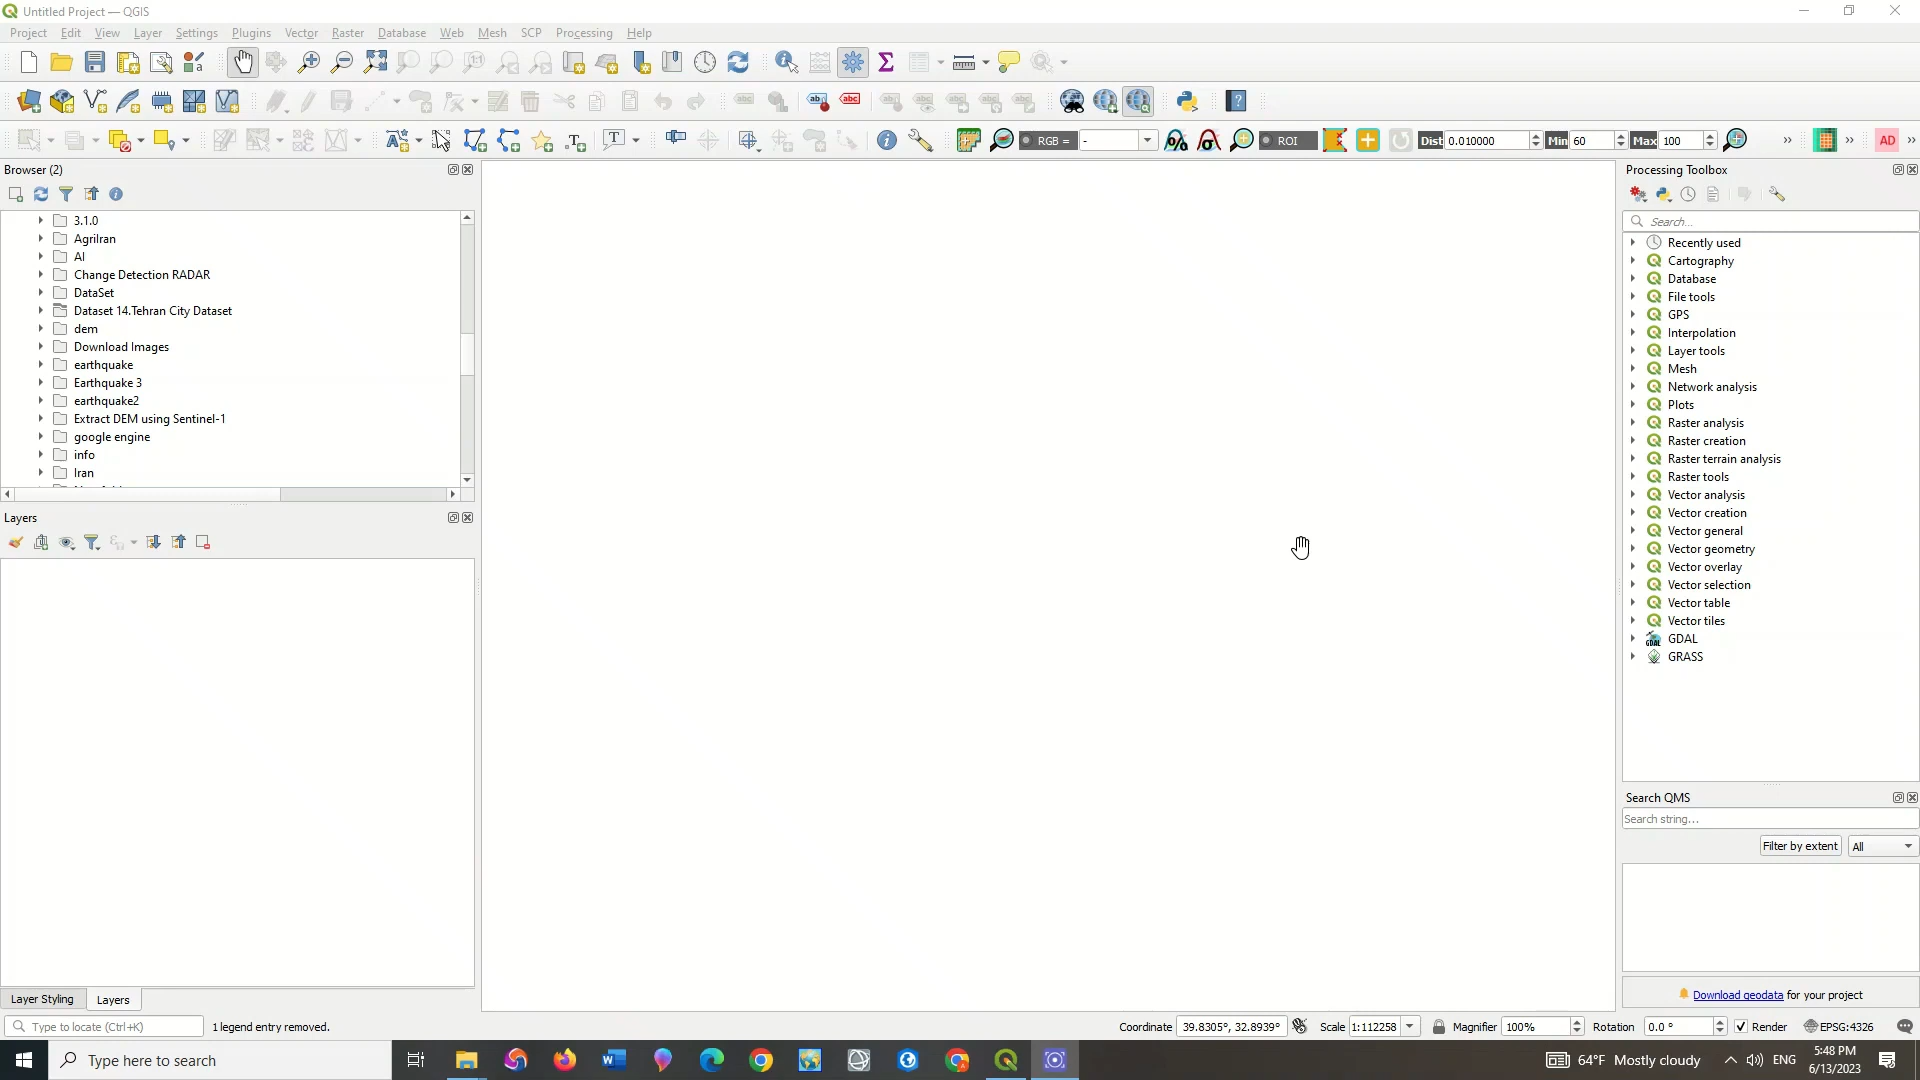 Untitled Project — QGIS
Project Edit View Layer Settings Plugins Vector Raster Database Web Mesh SCP Processing Help
RGB = - ROI Dist 0.010000 Min 60 Max 100 » » AD »
Browser (2)
3.1.0
AgriIran
AI
Change Detection RADAR
DataSet
Dataset 14.Tehran City Dataset
dem
Download Images
earthquake
Earthquake 3
earthquake2
Extract DEM using Sentinel-1
google engine
info
Iran
Layers
Layer Styling Layers
Processing Toolbox
Search...
Recently used
Cartography
Database
File tools
GPS
Interpolation
Layer tools
Mesh
Network analysis
Plots
Raster analysis
Raster creation
Raster terrain analysis
Raster tools
Vector analysis
Vector creation
Vector general
Vector geometry
Vector overlay
Vector selection
Vector table
Vector tiles
GDAL
GRASS
Search QMS
Search string...
Filter by extent All
Download geodata for your project
Type to locate (Ctrl+K) 1 legend entry removed. Coordinate 39.8305°, 32.8939° Scale 1:112258 Magnifier 100% Rotation 0.0 ° Render EPSG:4326
Type here to search 64°F Mostly cloudy ENG 5:48 PM
6/13/2023